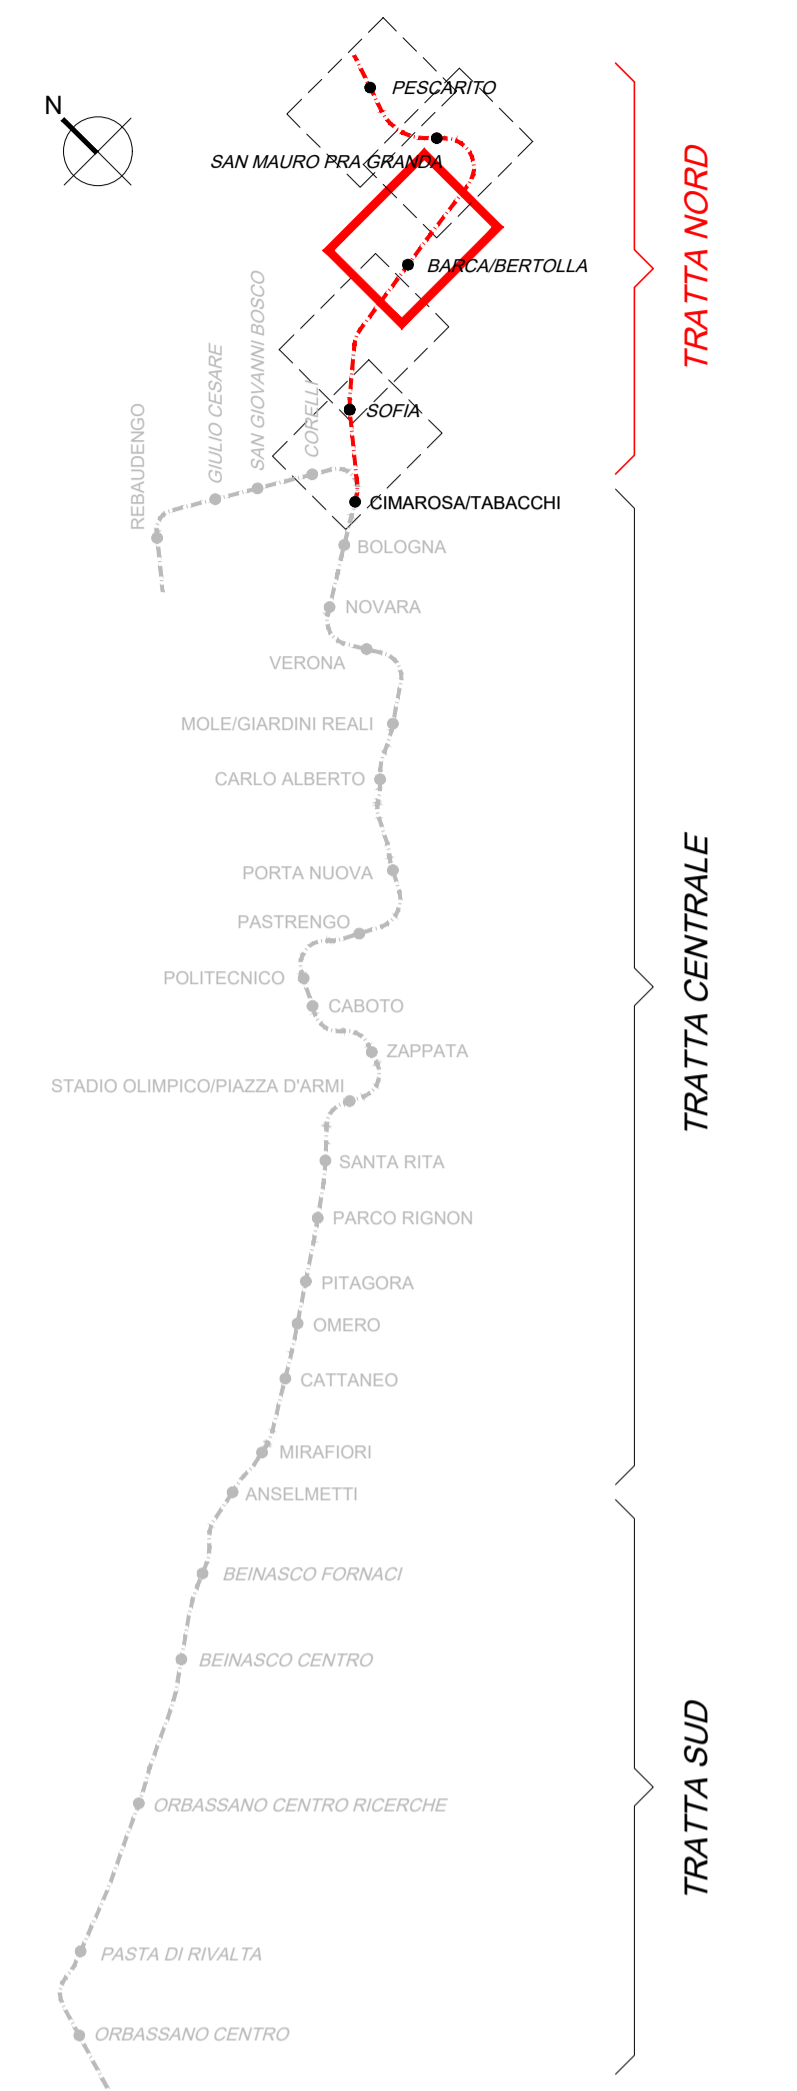 N
PESCARITO
SAN MAURO PRA GRANDA
BARCA/BERTOLLA
SOFIA
CORELLI
SAN GIOVANNI BOSCO
GIULIO CESARE
REBAUDENGO
CIMAROSA/TABACCHI
BOLOGNA
NOVARA
VERONA
MOLE/GIARDINI REALI
CARLO ALBERTO
PORTA NUOVA
PASTRENGO
POLITECNICO
CABOTO
ZAPPATA
STADIO OLIMPICO/PIAZZA D'ARMI
SANTA RITA
PARCO RIGNON
PITAGORA
OMERO
CATTANEO
MIRAFIORI
ANSELMETTI
BEINASCO FORNACI
BEINASCO CENTRO
ORBASSANO CENTRO RICERCHE
PASTA DI RIVALTA
ORBASSANO CENTRO
TRATTA NORD
TRATTA CENTRALE
TRATTA SUD